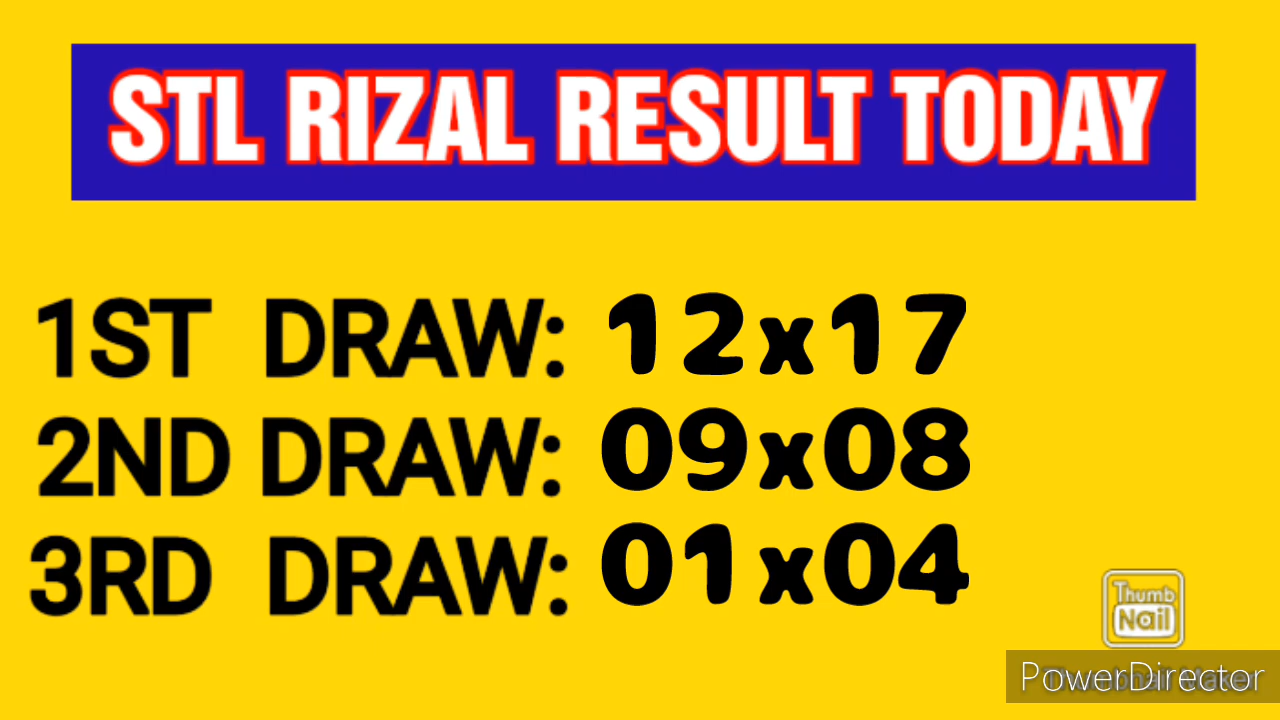 STL RIZAL RESULT TODAY
1ST DRAW: 12x17
2ND DRAW: 09x08
3RD DRAW: 01x04
Thumb
Nail
PowerDirector